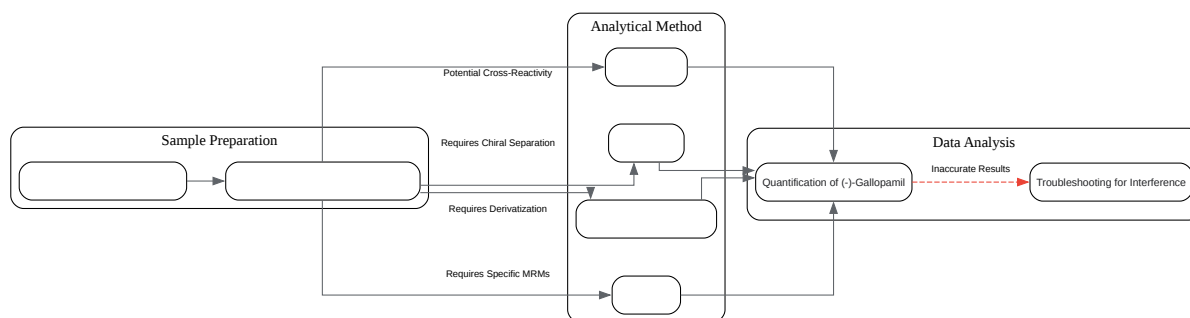 Analytical Method
Potential Cross-Reactivity
Sample Preparation
Requires Chiral Separation
Data Analysis
Inaccurate Results
Quantification of (-)-Gallopamil
Troubleshooting for Interference
Requires Derivatization
Requires Specific MRMs